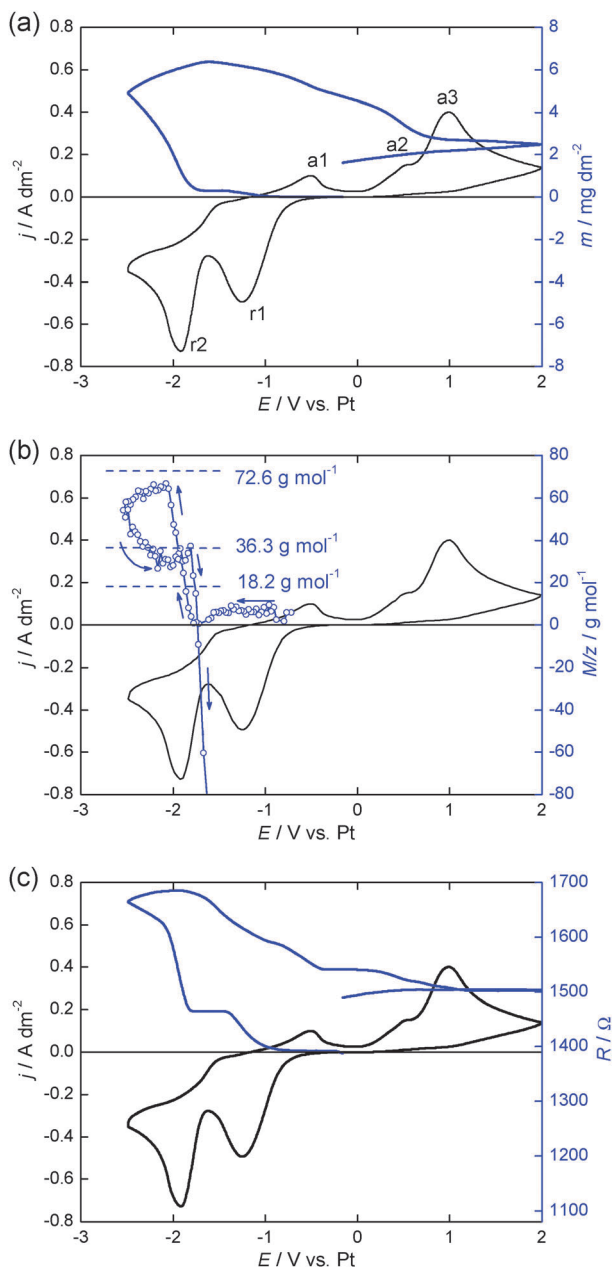 (a)
0.8
0.6
0.4
0.2
0.0
-0.2
-0.4
-0.6
-0.8
j / A dm⁻²
8
6
4
2
0
-2
-4
-6
-8
m / mg dm⁻²
a1
a2
a3
r2
r1
-3 -2 -1 0 1 2
E / V vs. Pt
(b)
0.8
0.6
0.4
0.2
0.0
-0.2
-0.4
-0.6
-0.8
j / A dm⁻²
80
60
40
20
0
-20
-40
-60
-80
M/z / g mol⁻¹
72.6 g mol⁻¹
36.3 g mol⁻¹
18.2 g mol⁻¹
-3 -2 -1 0 1 2
E / V vs. Pt
(c)
0.8
0.6
0.4
0.2
0.0
-0.2
-0.4
-0.6
-0.8
j / A dm⁻²
1700
1600
1500
1400
1300
1200
1100
R / Ω
-3 -2 -1 0 1 2
E / V vs. Pt